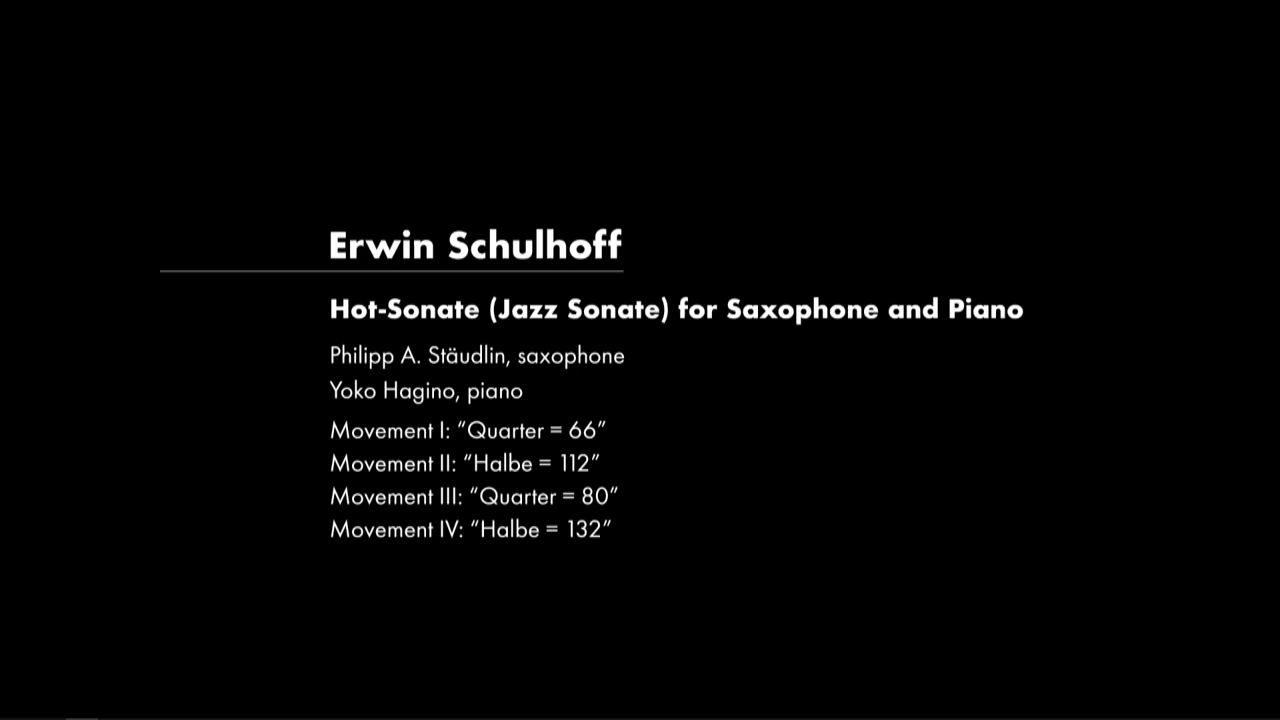 Erwin Schulhoff
Hot-Sonate (Jazz Sonate) for Saxophone and Piano
Philipp A. Stäudlin, saxophone
Yoko Hagino, piano
Movement I: “Quarter = 66”
Movement II: “Halbe = 112”
Movement III: “Quarter = 80”
Movement IV: “Halbe = 132”